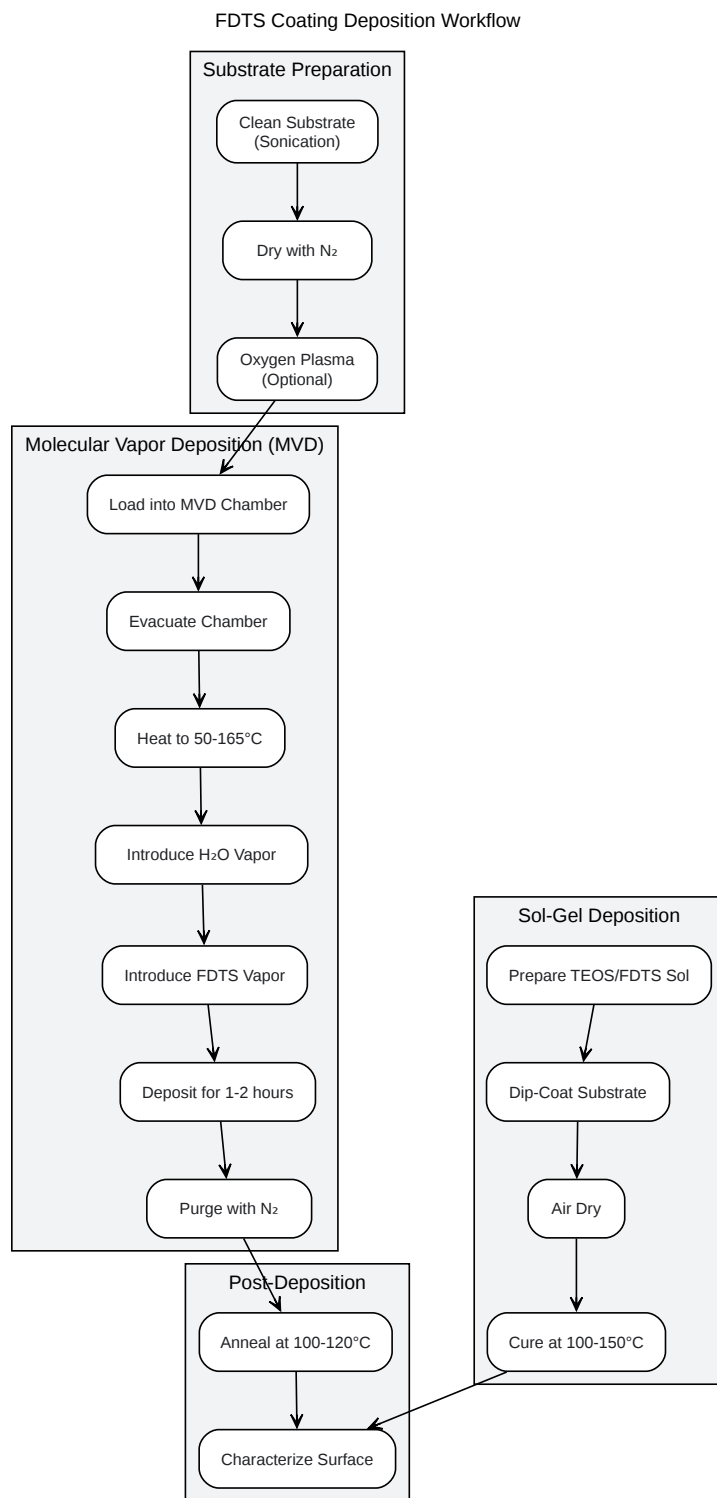 FDTS Coating Deposition Workflow
Substrate Preparation
Clean Substrate
(Sonication)
Dry with N₂
Oxygen Plasma
(Optional)
Molecular Vapor Deposition (MVD)
Load into MVD Chamber
Evacuate Chamber
Heat to 50-165°C
Introduce H₂O Vapor
Introduce FDTS Vapor
Deposit for 1-2 hours
Purge with N₂
Sol-Gel Deposition
Prepare TEOS/FDTS Sol
Dip-Coat Substrate
Air Dry
Cure at 100-150°C
Post-Deposition
Anneal at 100-120°C
Characterize Surface